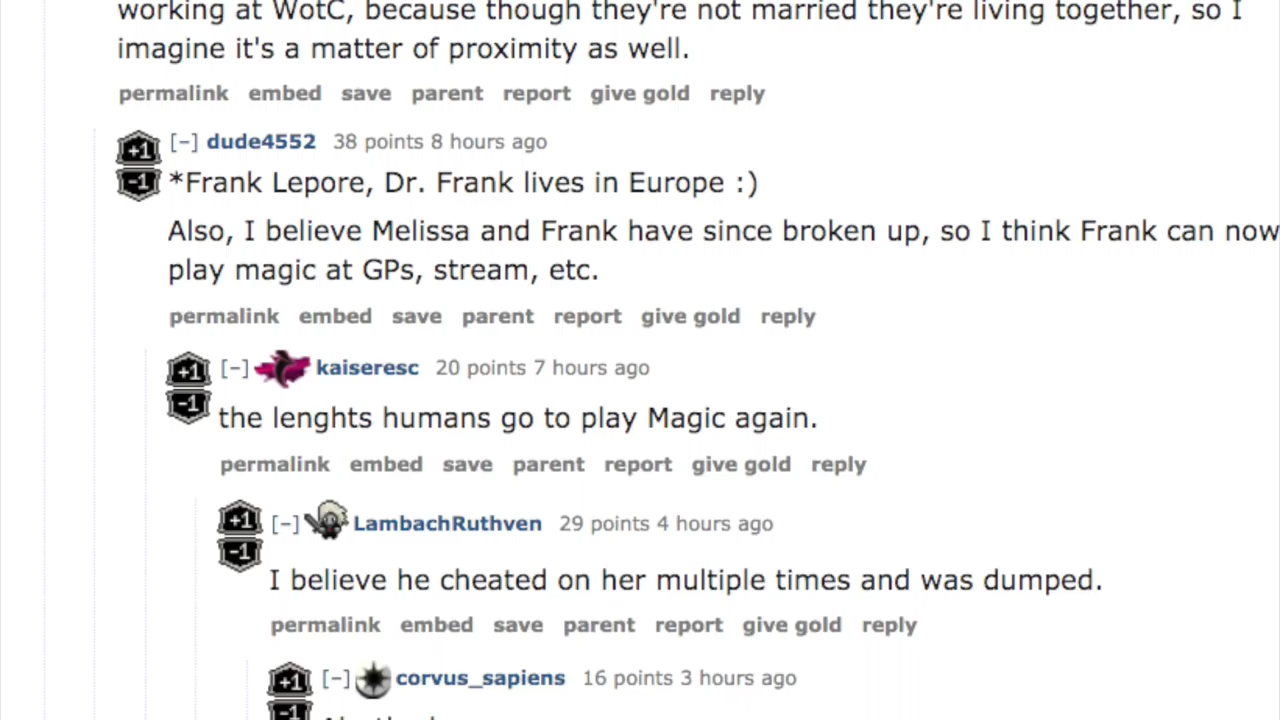 working at WotC, because though they're not married they're living together, so I
imagine it's a matter of proximity as well.
permalink embed save parent report give gold reply
+1 [–] dude4552 38 points 8 hours ago
-1 *Frank Lepore, Dr. Frank lives in Europe :)
Also, I believe Melissa and Frank have since broken up, so I think Frank can now
play magic at GPs, stream, etc.
permalink embed save parent report give gold reply
+1 [–] kaiseresc 20 points 7 hours ago
-1 the lenghts humans go to play Magic again.
permalink embed save parent report give gold reply
+1 [–] LambachRuthven 29 points 4 hours ago
-1
I believe he cheated on her multiple times and was dumped.
permalink embed save parent report give gold reply
+1 [–] corvus_sapiens 16 points 3 hours ago
-1